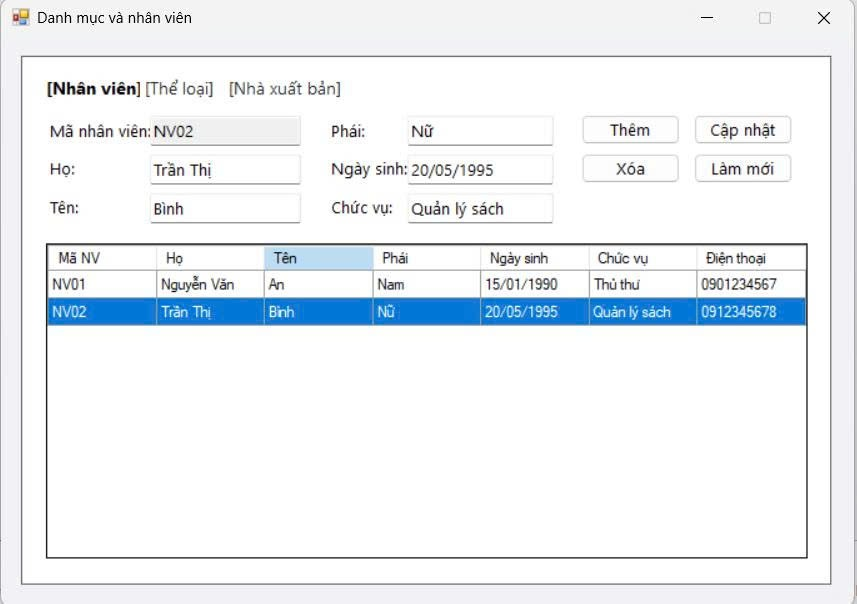 Danh mục và nhân viên
[Nhân viên] [Thể loại] [Nhà xuất bản]
Mã nhân viên: NV02 Phái: Nữ Thêm Cập nhật
Họ: Trần Thị Ngày sinh: 20/05/1995 Xóa Làm mới
Tên: Bình Chức vụ: Quản lý sách
Mã NV Họ Tên Phái Ngày sinh Chức vụ Điện thoại
NV01 Nguyễn Văn An Nam 15/01/1990 Thủ thư 0901234567
NV02 Trần Thị Bình Nữ 20/05/1995 Quản lý sách 0912345678